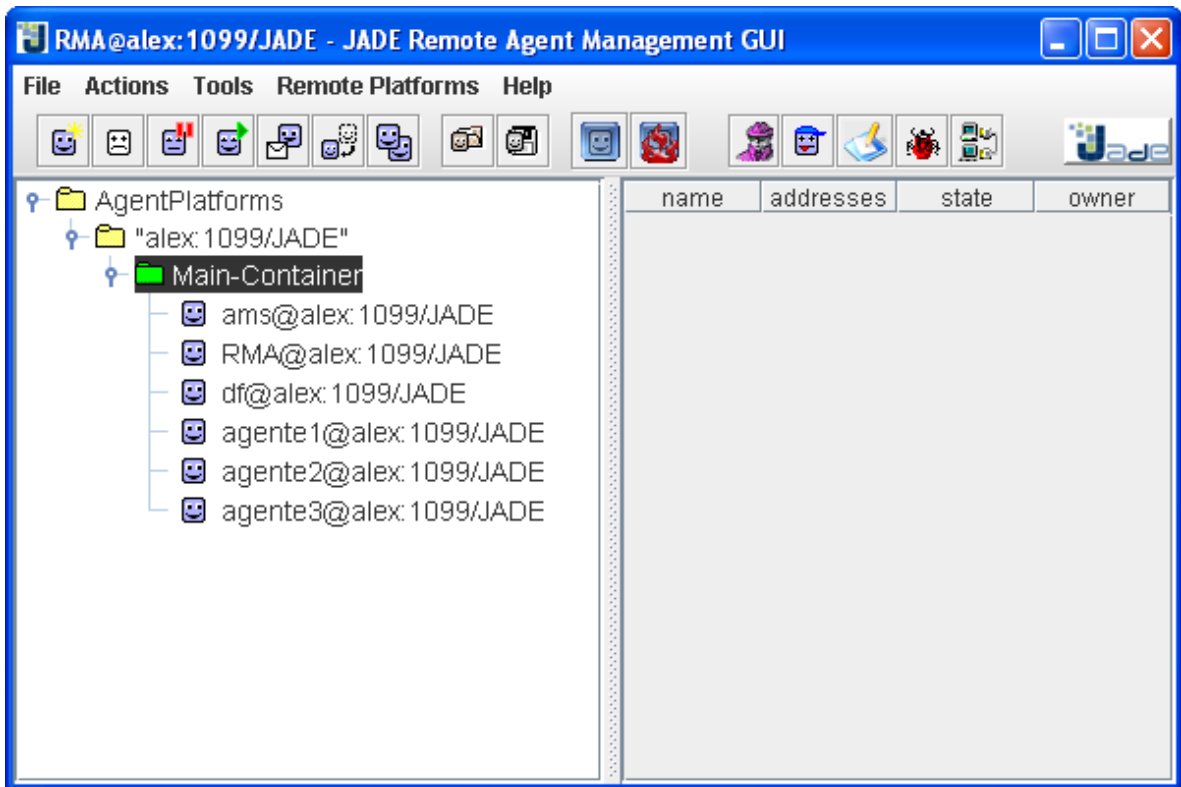 RMA@alex:1099/JADE - JADE Remote Agent Management GUI
File Actions Tools Remote Platforms Help
Jade
AgentPlatforms
"alex:1099/JADE"
Main-Container
ams@alex:1099/JADE
RMA@alex:1099/JADE
df@alex:1099/JADE
agente1@alex:1099/JADE
agente2@alex:1099/JADE
agente3@alex:1099/JADE
name addresses state owner